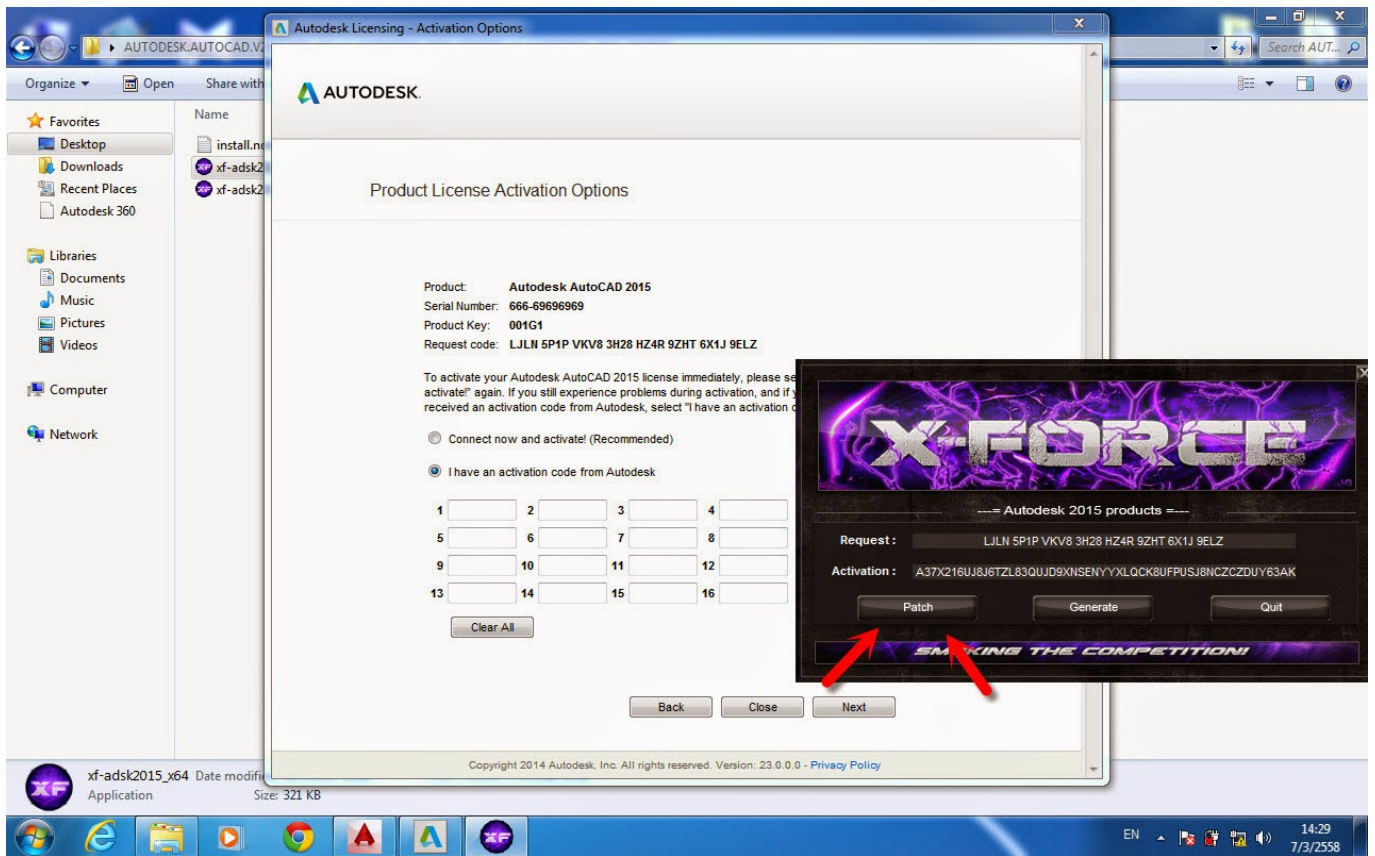 Autodesk Licensing - Activation Options
AUTODESK.AUTOCAD.V2
Search AUT...
Organize
Open
Share with
AUTODESK.
Favorites
Desktop
Downloads
Recent Places
Autodesk 360
Libraries
Documents
Music
Pictures
Videos
Computer
Network
Name
install.n
xf-adsk2
xf-adsk2
Product License Activation Options
Product: Autodesk AutoCAD 2015
Serial Number: 666-69696969
Product Key: 001G1
Request code: LJLN 5P1P VKV8 3H28 HZ4R 9ZHT 6X1J 9ELZ
To activate your Autodesk AutoCAD 2015 license immediately, please se
activate!" again. If you still experience problems during activation, and if y
received an activation code from Autodesk, select "I have an activation c
Connect now and activate! (Recommended)
I have an activation code from Autodesk
1 2 3 4
5 6 7 8
9 10 11 12
13 14 15 16
Clear All
Back Close Next
Copyright 2014 Autodesk, Inc. All rights reserved. Version: 23.0.0.0 - Privacy Policy
X-FORCE
---= Autodesk 2015 products =---
Request : LJLN 5P1P VKV8 3H28 HZ4R 9ZHT 6X1J 9ELZ
Activation : A37X216UJ8J6TZL83QUJD9XNSENYYXLQCK8UFPUSJ8NCZCZDUY63AK
Patch Generate Quit
SMOKING THE COMPETITION!
xf-adsk2015_x64 Date modifi
Application Size: 321 KB
XF
EN
14:29
7/3/2558